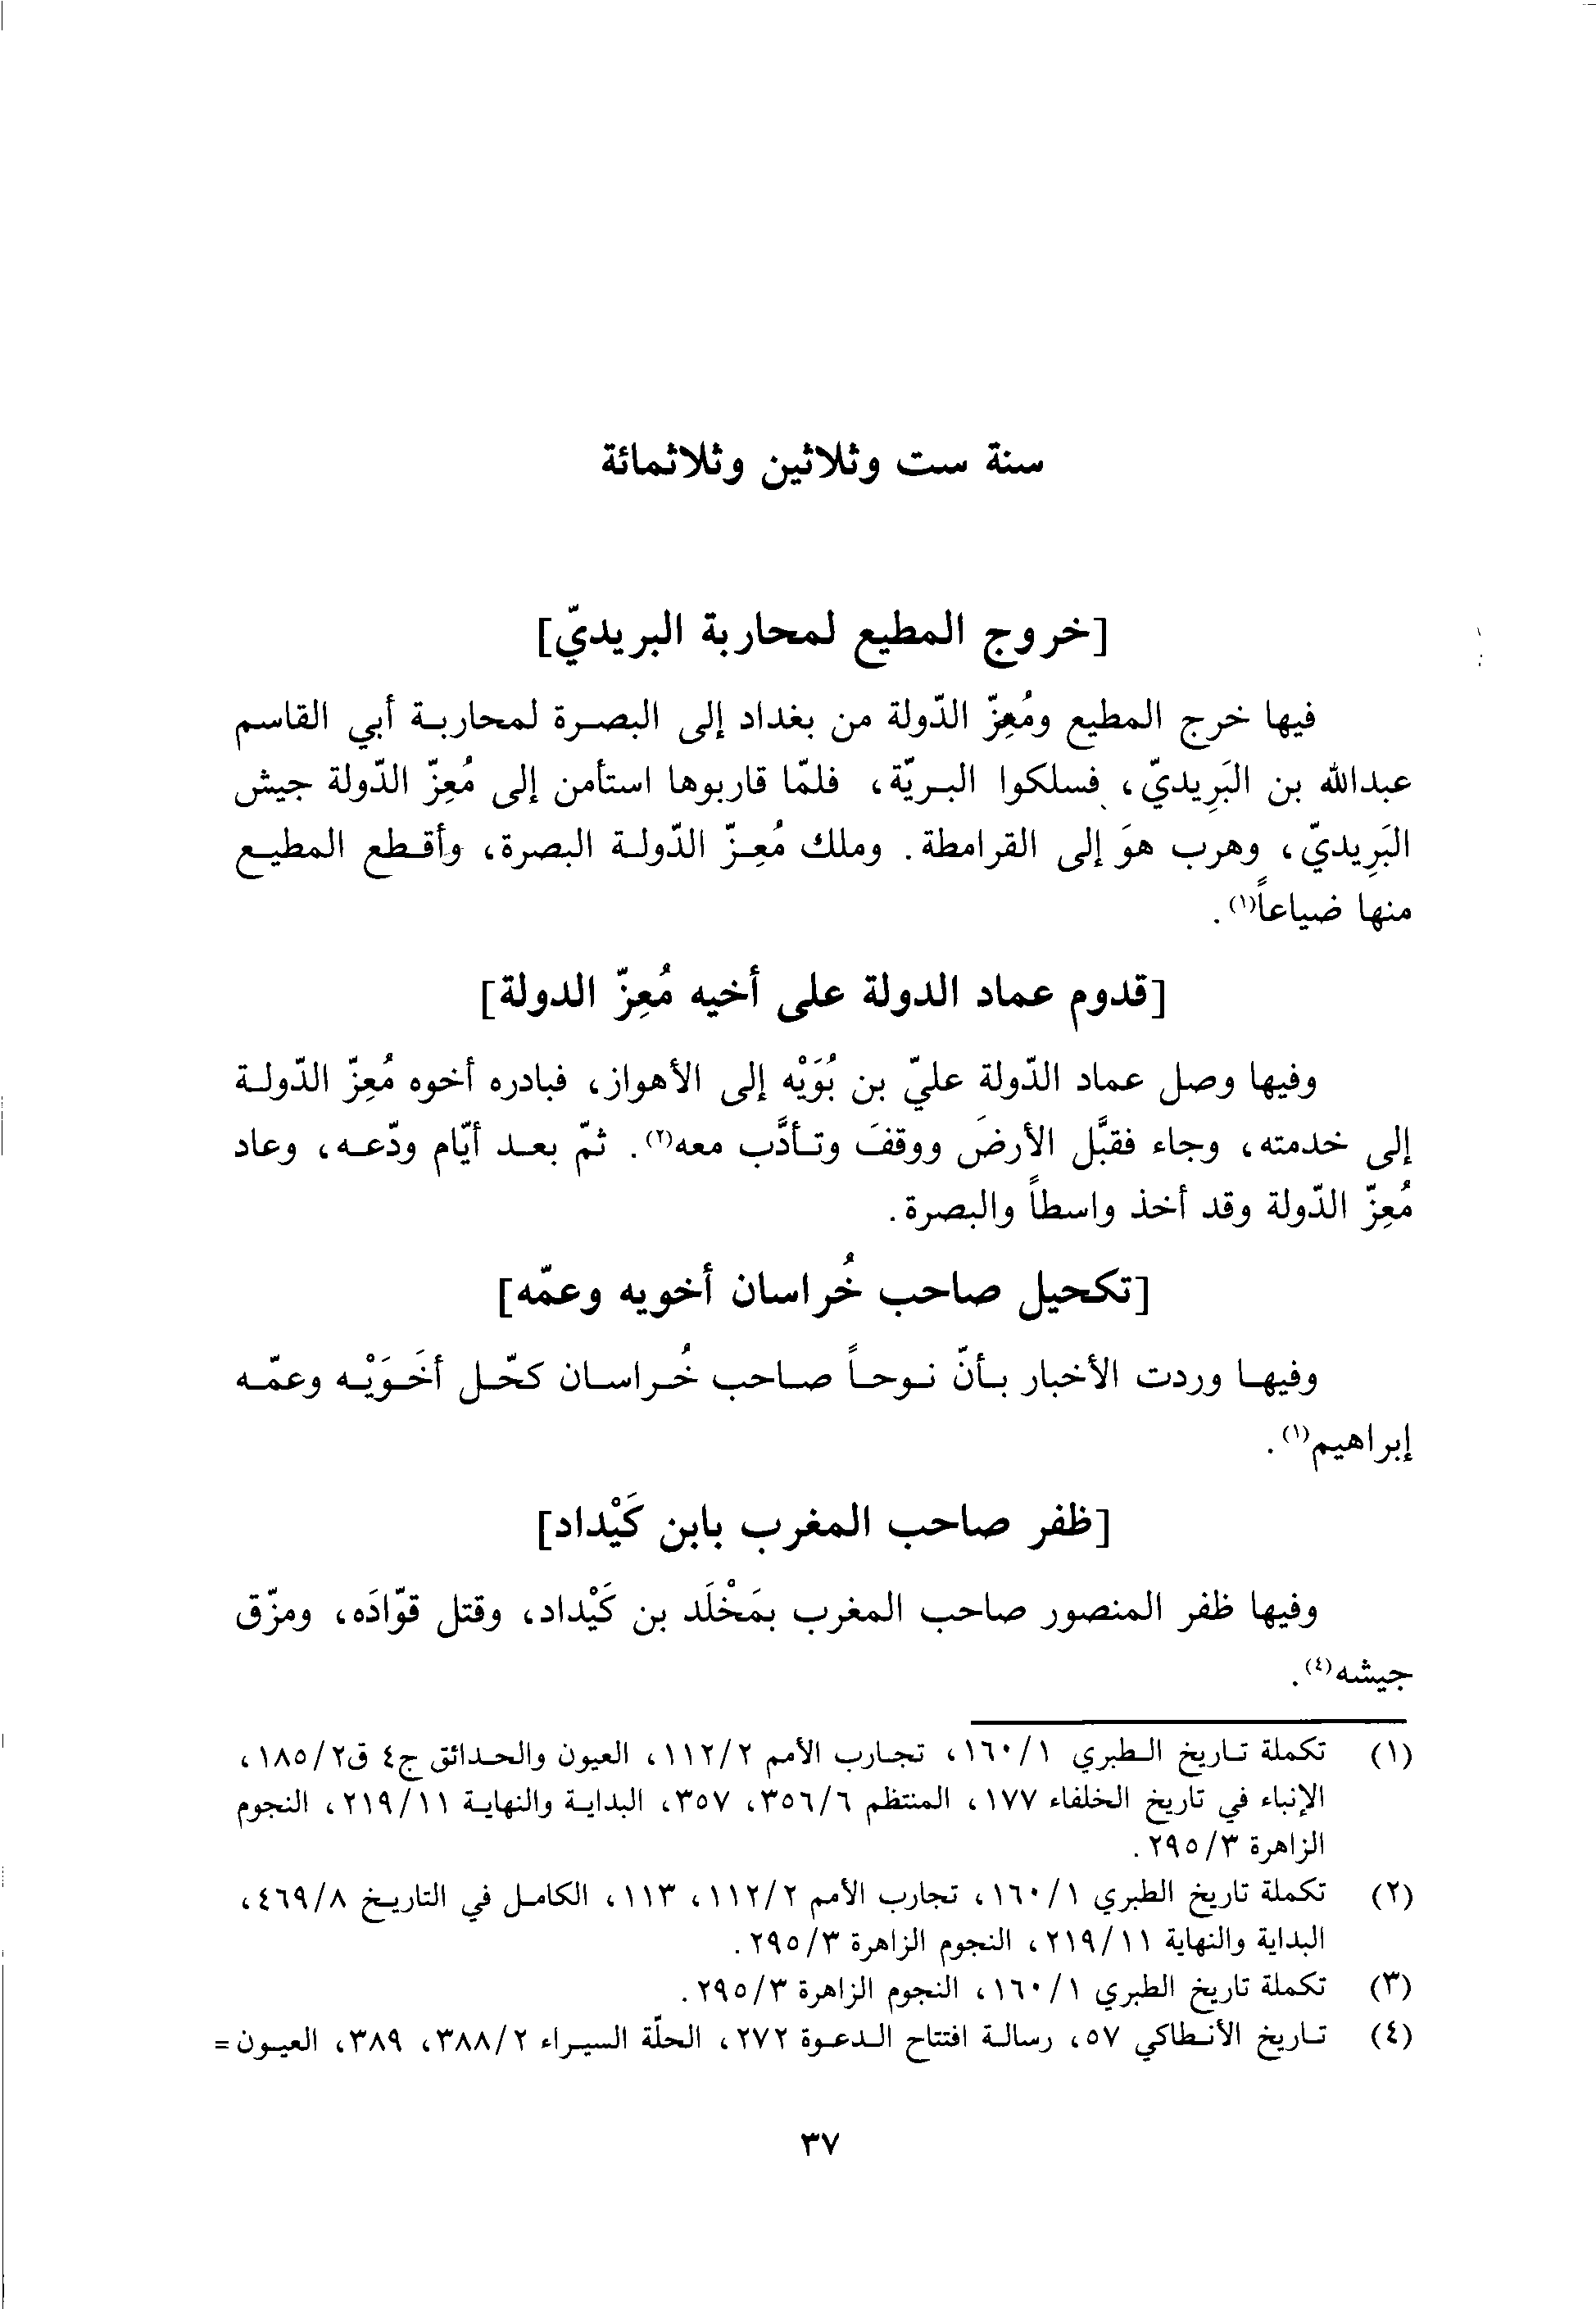 سنة ست وثلاثين وثلاثمائة
[خروج المطيع لمحاربة البريديّ]
فيها خرج المطيع ومُعِزّ الدّولة من بغداد إلى البصرة لمحاربة أبي القاسم
عبدالله بن البَرِيديّ، فسلكوا البريّة، فلمّا قاربوها استأمن إلى مُعِزّ الدّولة جيش
البَرِيديّ، وهرب هوَ إلى القرامطة. وملك مُعِزّ الدّولة البصرة، وأقطع المطيع
منها ضياعاً(١).
[قدوم عماد الدولة على أخيه مُعِزّ الدولة]
وفيها وصل عماد الدّولة عليّ بن بُوَيْه إلى الأهواز، فبادره أخوه مُعِزّ الدّولة
إلى خدمته، وجاء فقبَّل الأرضَ ووقفَ وتأدَّب معه(٢). ثمّ بعد أيّام ودّعه، وعاد
مُعِزّ الدّولة وقد أخذ واسطاً والبصرة.
[تكحيل صاحب خُراسان أخويه وعمّه]
وفيها وردت الأخبار بأنّ نوحاً صاحب خُراسان كحّل أخَوَيْه وعمّه
إبراهيم(١).
[ظفر صاحب المغرب بابن كَيْداد]
وفيها ظفر المنصور صاحب المغرب بمَخْلَد بن كَيْداد، وقتل قوّادَه، ومزّق
جيشه(٤).
(١) تكملة تاريخ الطبري ١/١٦٠، تجارب الأمم ٢/١١٢، العيون والحدائق ج٤ ق٢/١٨٥،
الإنباء في تاريخ الخلفاء ١٧٧، المنتظم ٦/٣٥٦، ٣٥٧، البداية والنهاية ١١/٢١٩، النجوم
الزاهرة ٣/٢٩٥.
(٢) تكملة تاريخ الطبري ١/١٦٠، تجارب الأمم ٢/١١٢، ١١٣، الكامل في التاريخ ٨/٤٦٩،
البداية والنهاية ١١/٢١٩، النجوم الزاهرة ٣/٢٩٥.
(٣) تكملة تاريخ الطبري ١/١٦٠، النجوم الزاهرة ٣/٢٩٥.
(٤) تاريخ الأنطاكي ٥٧، رسالة افتتاح الدعوة ٢٧٢، الحلّة السيراء ٢/٣٨٨، ٣٨٩، العيون =
٣٧